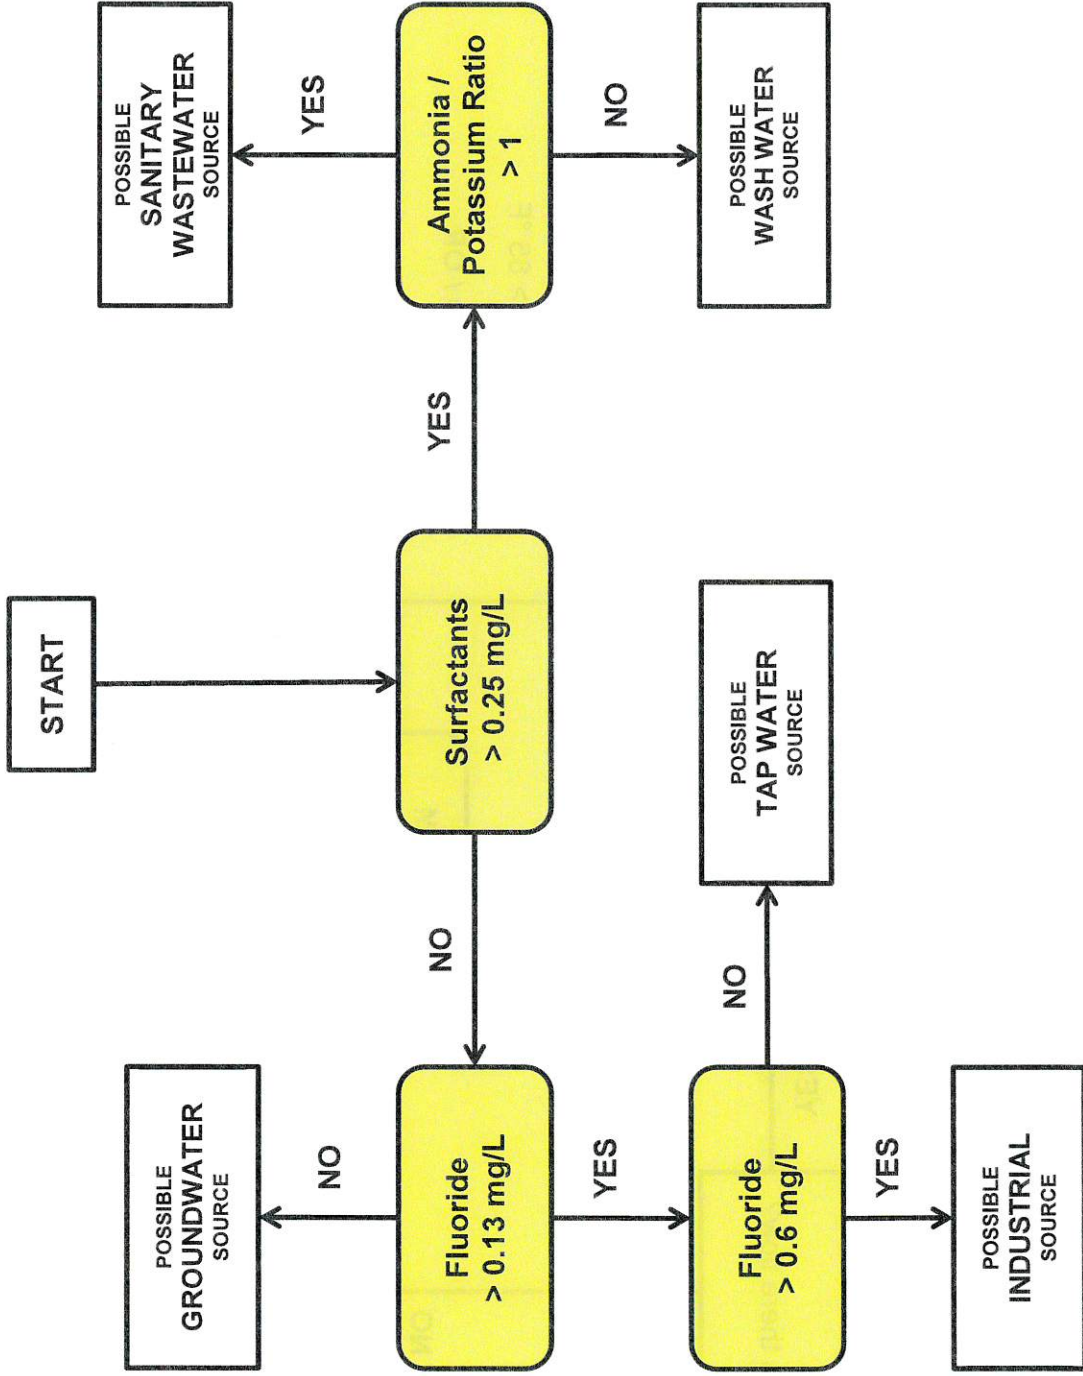 START
POSSIBLE
GROUNDWATER
SOURCE
POSSIBLE
SANITARY
WASTEWATER
SOURCE
NO
YES
Fluoride
> 0.13 mg/L
NO
Surfactants
> 0.25 mg/L
YES
Ammonia /
Potassium Ratio
> 1
YES
NO
Fluoride
> 0.6 mg/L
NO
POSSIBLE
TAP WATER
SOURCE
POSSIBLE
WASH WATER
SOURCE
YES
POSSIBLE
INDUSTRIAL
SOURCE